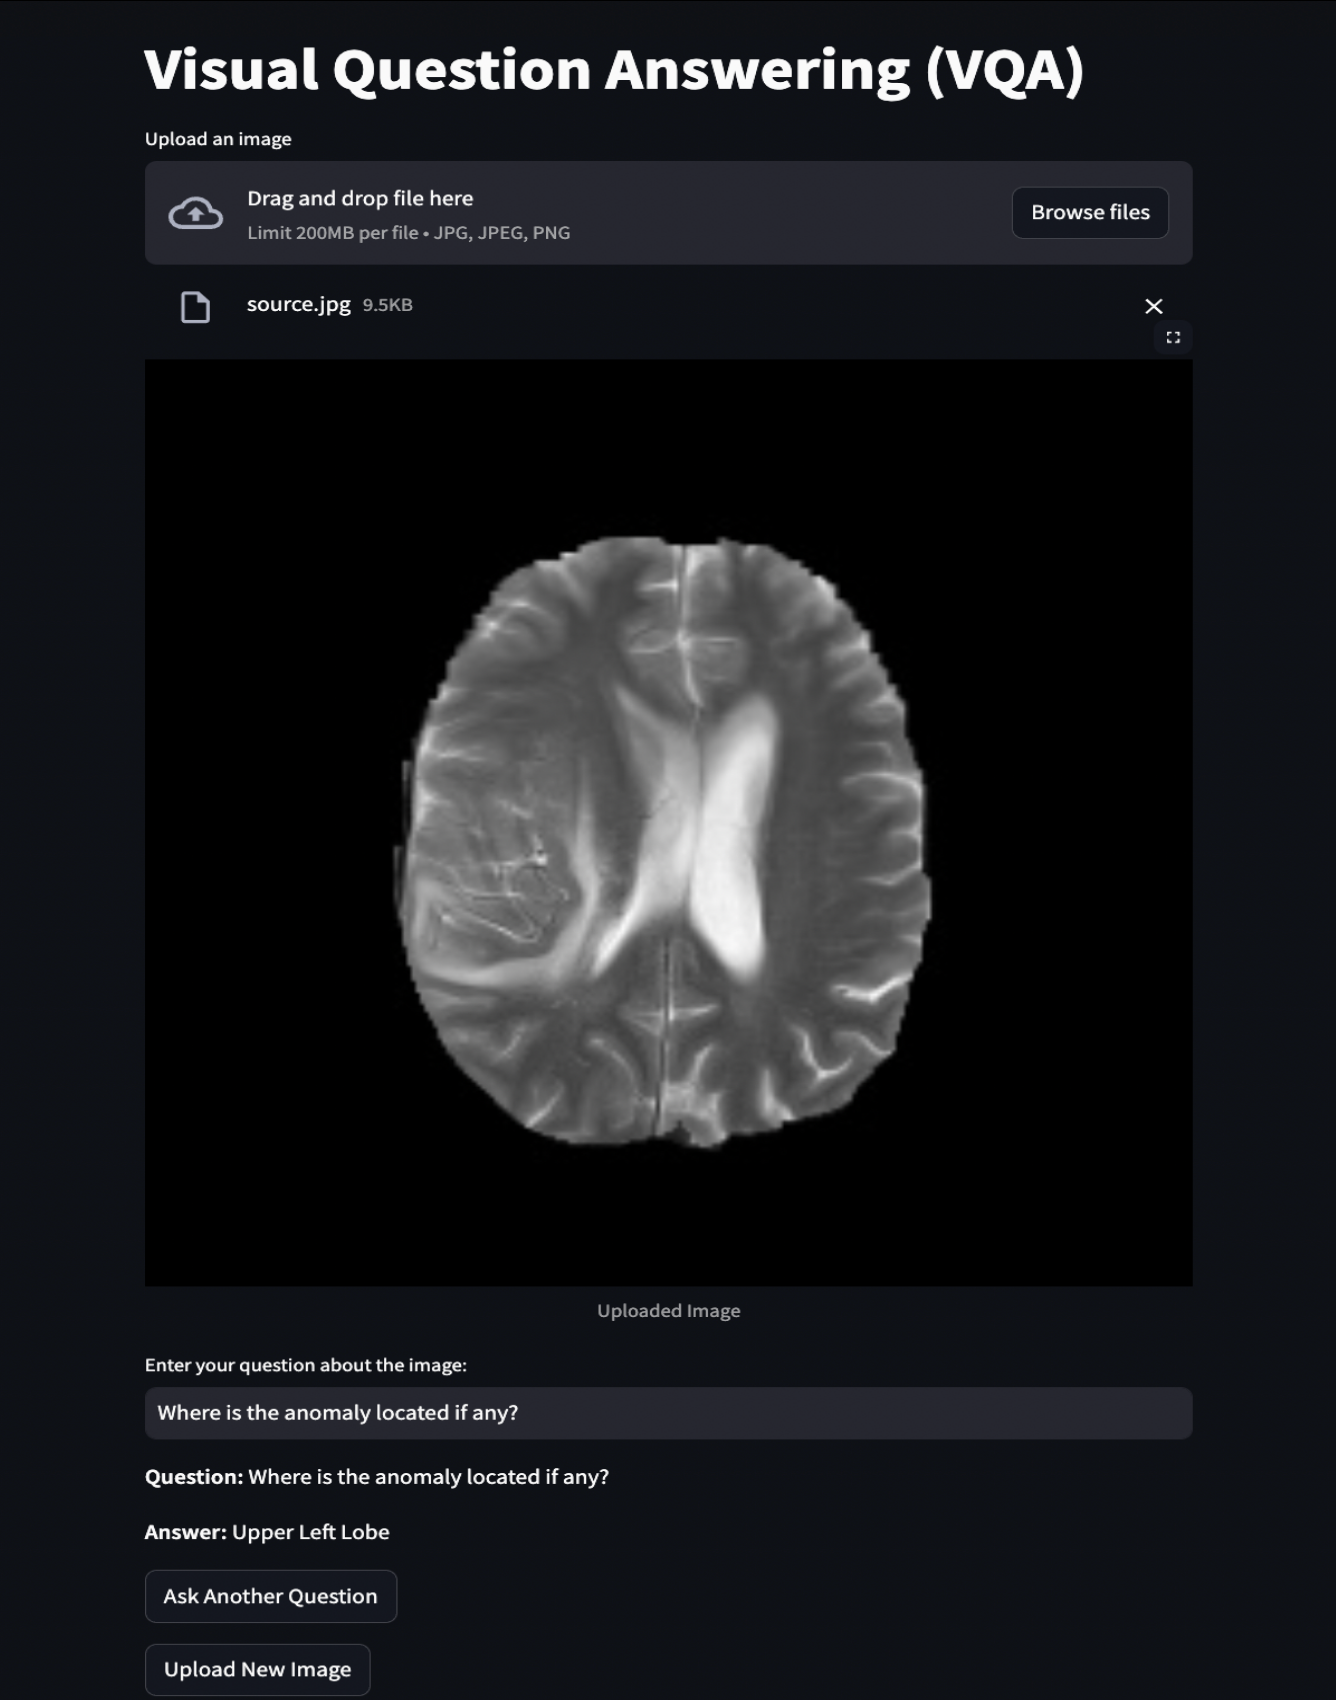 Visual Question Answering (VQA)
Upload an image
Drag and drop file here
Limit 200MB per file • JPG, JPEG, PNG
Browse files
source.jpg 9.5KB
Uploaded Image
Enter your question about the image:
Where is the anomaly located if any?
Question: Where is the anomaly located if any?
Answer: Upper Left Lobe
Ask Another Question
Upload New Image